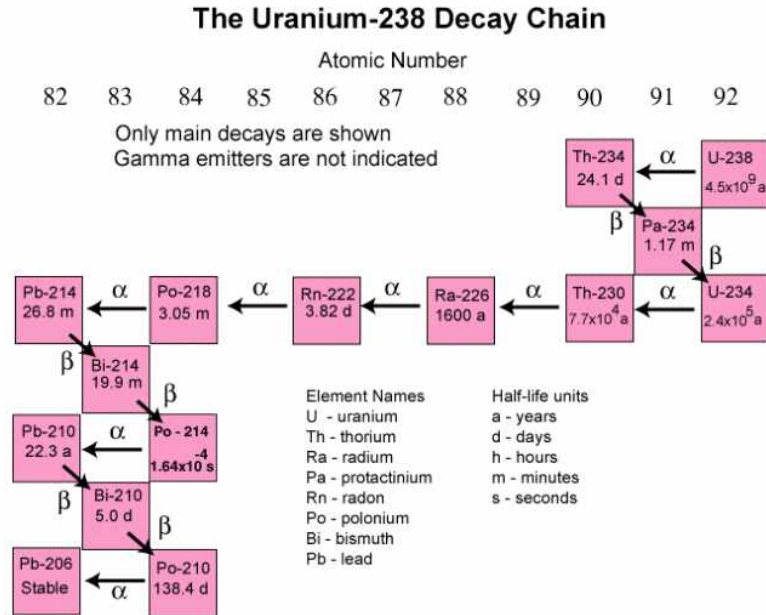 The Uranium-238 Decay Chain
Atomic Number
82 83 84 85 86 87 88 89 90 91 92
Only main decays are shown
Gamma emitters are not indicated
Th-234
24.1 d
α
U-238
4.5x10⁹ a
β
Pa-234
1.17 m
β
Pb-214
26.8 m
α
Po-218
3.05 m
α
Rn-222
3.82 d
α
Ra-226
1600 a
α
Th-230
7.7x10⁴ a
α
U-234
2.4x10⁵ a
β
Bi-214
19.9 m
β
Pb-210
22.3 a
α
Po - 214
1.64x10⁻⁴ s
β
Bi-210
5.0 d
β
Pb-206
Stable
α
Po-210
138.4 d
Element Names
U - uranium
Th - thorium
Ra - radium
Pa - protactinium
Rn - radon
Po - polonium
Bi - bismuth
Pb - lead
Half-life units
a - years
d - days
h - hours
m - minutes
s - seconds